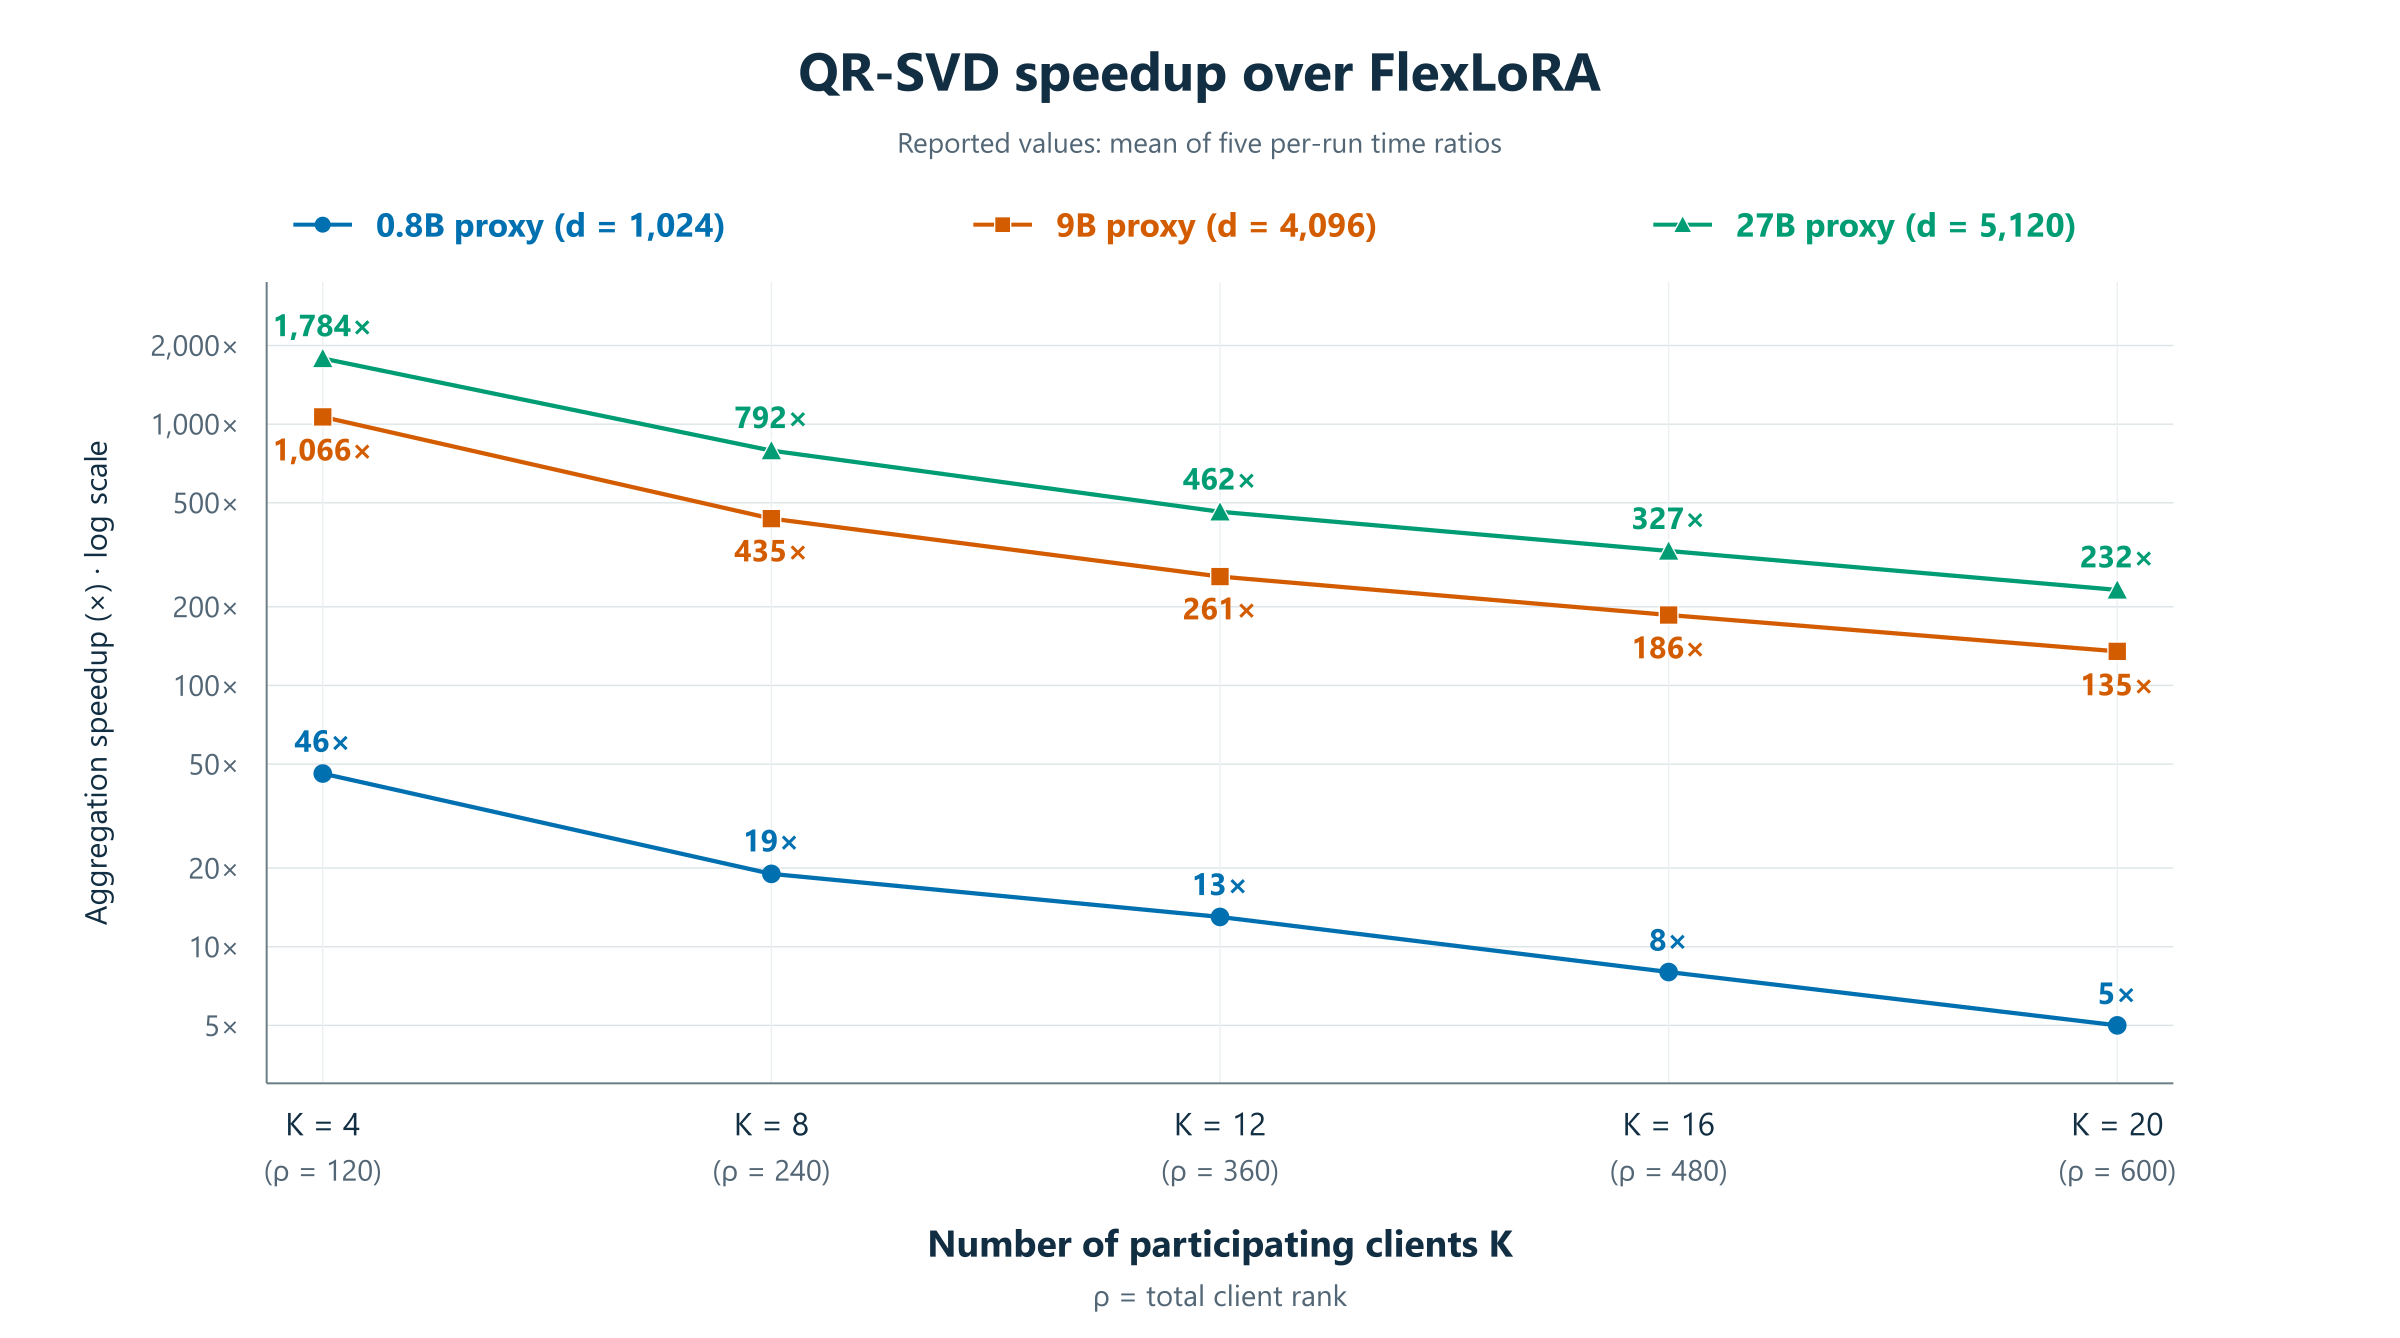 QR-SVD speedup over FlexLoRA
Reported values: mean of five per-run time ratios
0.8B proxy (d = 1,024)
9B proxy (d = 4,096)
27B proxy (d = 5,120)
Aggregation speedup (×) · log scale
2,000×
1,000×
500×
200×
100×
50×
20×
10×
5×
1,784×
792×
462×
327×
232×
1,066×
435×
261×
186×
135×
46×
19×
13×
8×
5×
K = 4
K = 8
K = 12
K = 16
K = 20
(ρ = 120)
(ρ = 240)
(ρ = 360)
(ρ = 480)
(ρ = 600)
Number of participating clients K
ρ = total client rank